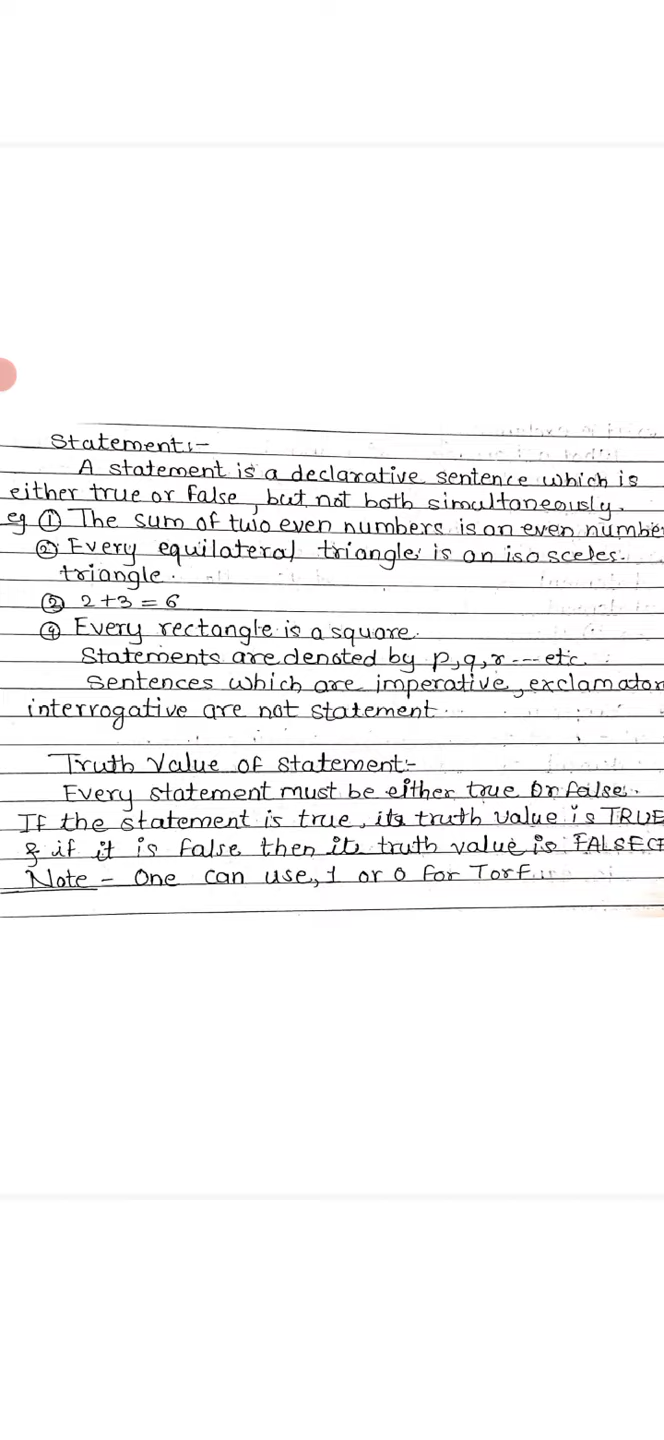 Statement:-
A statement is a declarative sentence which is
either true or false, but not both simultaneously.
eg ① The sum of two even numbers is an even number
② Every equilateral triangle is an isosceles
triangle.
③ 2+3=6
④ Every rectangle is a square.
Statements are denoted by p,q,r---etc.
Sentences which are imperative, exclamator
interrogative are not statement.
Truth Value of Statement:-
Every statement must be either true or false.
If the statement is true, its truth value is TRUE
& if it is false then its truth value is FALSE(F
Note - One can use, 1 or 0 for T or F.